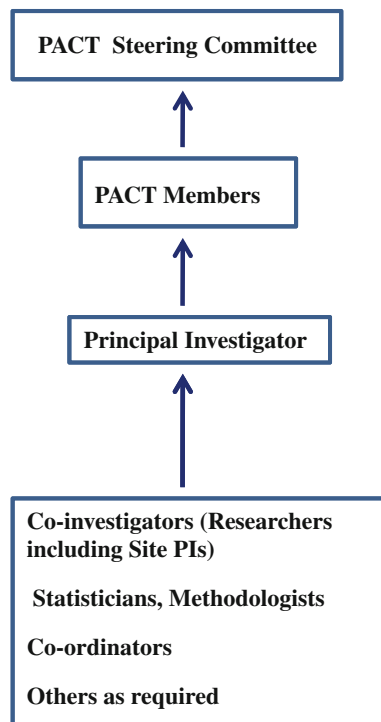 PACT Steering Committee
PACT Members
Principal Investigator
Co-investigators (Researchers
including Site PIs)
Statisticians, Methodologists
Co-ordinators
Others as required